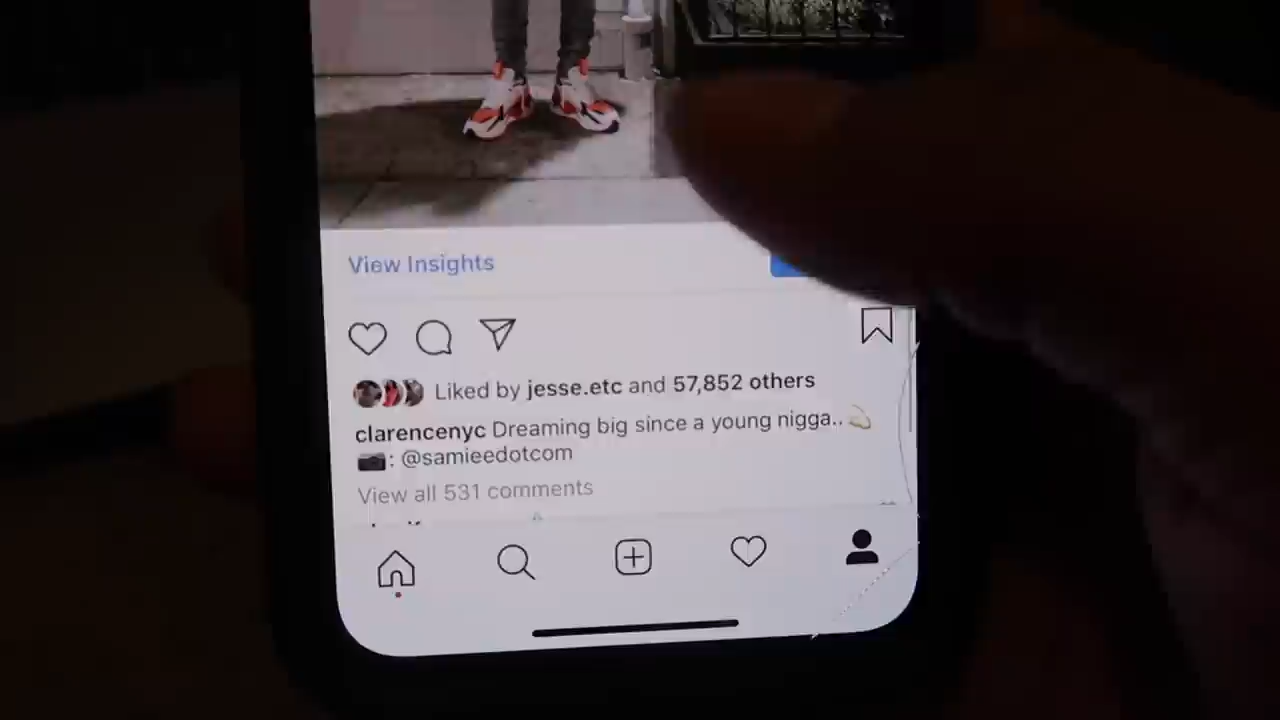 View Insights
Liked by jesse.etc and 57,852 others
clarencenyc Dreaming big since a young nigga.. 💫
📷: @samieedotcom
View all 531 comments